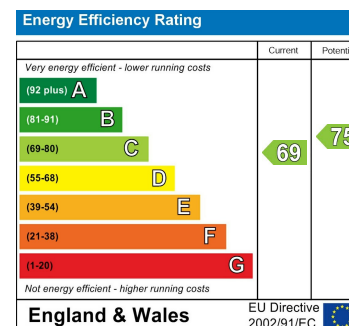 Energy Efficiency Rating
Current Potenti
Very energy efficient - lower running costs
(92 plus) A
(81-91) B
(69-80) C
(55-68) D
(39-54) E
(21-38) F
(1-20) G
69
75
Not energy efficient - higher running costs
England & Wales
EU Directive
2002/91/EC